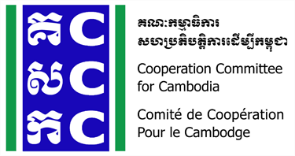 គC
សC
កC
គណៈកម្មាធិការ
សហប្រតិបត្តិការដើម្បីកម្ពុជា
Cooperation Committee
for Cambodia
Comité de Coopération
Pour le Cambodge